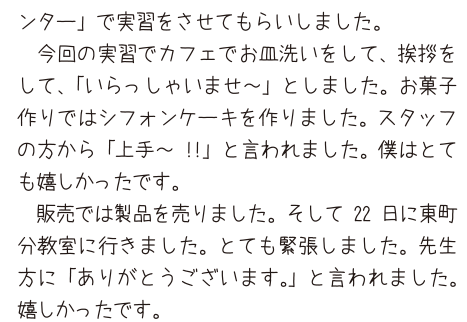 ンター」で実習をさせてもらいしました。
　今回の実習でカフェでお皿洗いをして、挨拶を
して、「いらっしゃいませ～」としました。お菓子
作りではシフォンケーキを作りました。スタッフ
の方から「上手～ !!」と言われました。僕はとて
も嬉しかったです。
　販売では製品を売りました。そして 22 日に東町
分教室に行きました。とても緊張しました。先生
方に「ありがとうございます。」と言われました。
嬉しかったです。